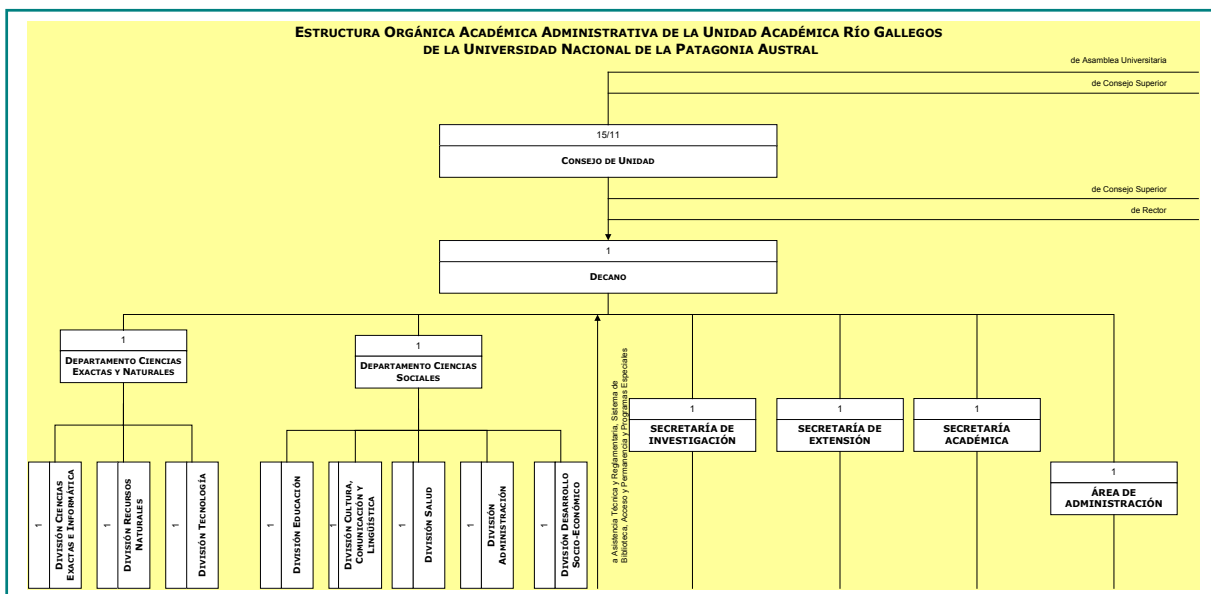 ESTRUCTURA ORGÁNICA ACADÉMICA ADMINISTRATIVA DE LA UNIDAD ACADÉMICA RÍO GALLEGOS
DE LA UNIVERSIDAD NACIONAL DE LA PATAGONIA AUSTRAL
de Asamblea Universitaria
de Consejo Superior
15/11
CONSEJO DE UNIDAD
de Consejo Superior
de Rector
1
DECANO
1
DEPARTAMENTO CIENCIAS
EXACTAS Y NATURALES
1
DEPARTAMENTO CIENCIAS
SOCIALES
a Asistencia Técnica y Reglamentaria, Sistema de
Biblioteca, Acceso y Permanencia y Programas Especiales
1
SECRETARÍA DE
INVESTIGACIÓN
1
SECRETARÍA DE
EXTENSIÓN
1
SECRETARÍA
ACADÉMICA
1
ÁREA DE
ADMINISTRACIÓN
1
DIVISIÓN CIENCIAS
EXACTAS E INFORMÁTICA
1
DIVISIÓN RECURSOS
NATURALES
1
DIVISIÓN TECNOLOGÍA
1
DIVISIÓN EDUCACIÓN
1
DIVISIÓN CULTURA,
COMUNICACIÓN Y
LINGÜÍSTICA
1
DIVISIÓN SALUD
1
DIVISIÓN
ADMINISTRACIÓN
1
DIVISIÓN DESARROLLO
SOCIO-ECONÓMICO